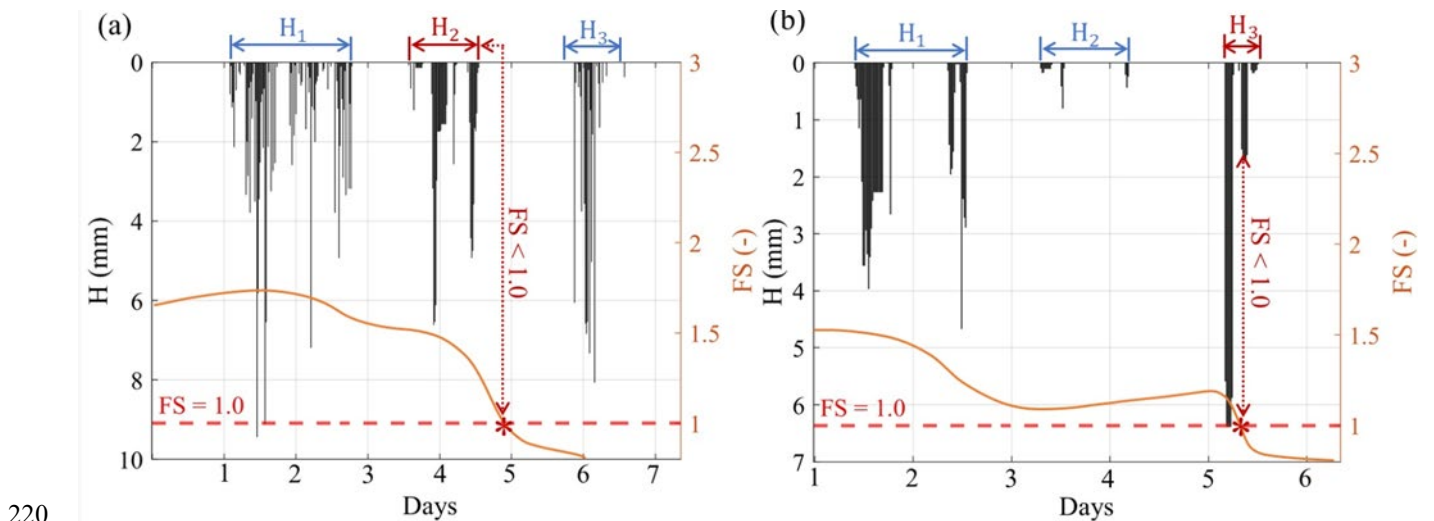 (a)
H₁
H₂
H₃
0
2
4
6
8
10
H (mm)
3
2.5
2
1.5
1
FS (-)
FS < 1.0
FS = 1.0
1 2 3 4 5 6 7
Days
(b)
H₁
H₂
H₃
0
1
2
3
4
5
6
7
H (mm)
3
2.5
2
1.5
1
FS (-)
FS < 1.0
FS = 1.0
1 2 3 4 5 6
Days
220